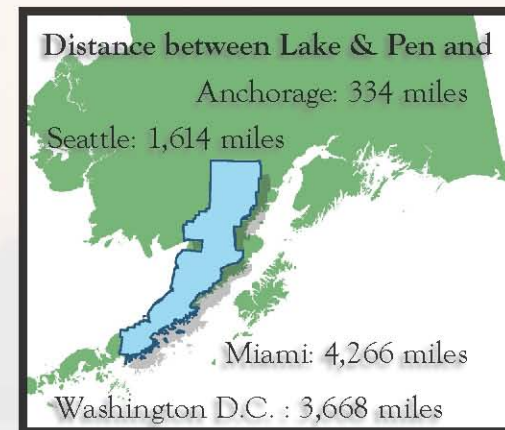 Distance between Lake & Pen and
Anchorage: 334 miles
Seattle: 1,614 miles
Miami: 4,266 miles
Washington D.C. : 3,668 miles